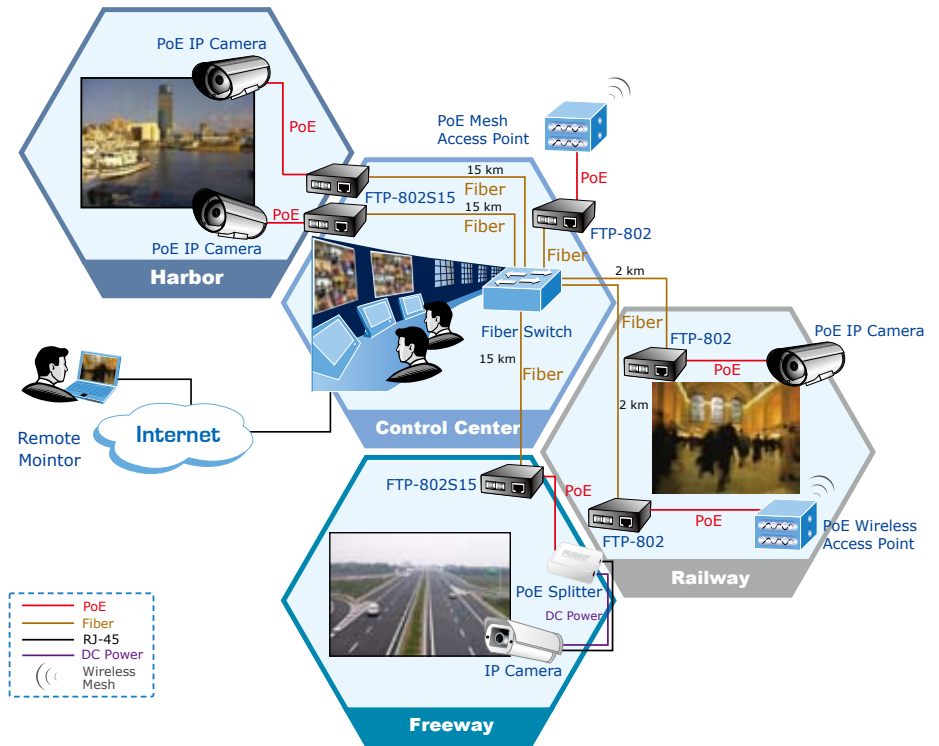 PoE IP Camera
PoE
PoE Mesh
Access Point
PoE
15 km
Fiber
FTP-802S15
15 km
Fiber
PoE
PoE IP Camera
FTP-802
Fiber
Harbor
2 km
Fiber Switch
Fiber
FTP-802
PoE IP Camera
PoE
15 km
Fiber
2 km
Remote
Mointor
Internet
Control Center
FTP-802S15
PoE
PoE
FTP-802
PoE Wireless
Access Point
PoE Splitter
Railway
DC Power
IP Camera
Freeway
PoE
Fiber
RJ-45
DC Power
Wireless
Mesh